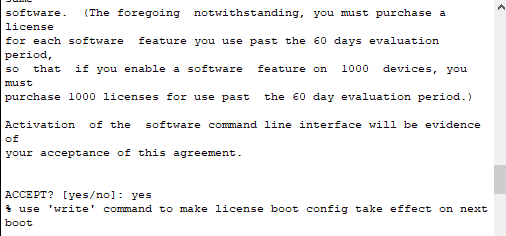 software. (The foregoing notwithstanding, you must purchase a
license
for each software feature you use past the 60 days evaluation
period,
so that if you enable a software feature on 1000 devices, you
must
purchase 1000 licenses for use past the 60 day evaluation period.)
Activation of the software command line interface will be evidence
of
your acceptance of this agreement.
ACCEPT? [yes/no]: yes
% use 'write' command to make license boot config take effect on next
boot